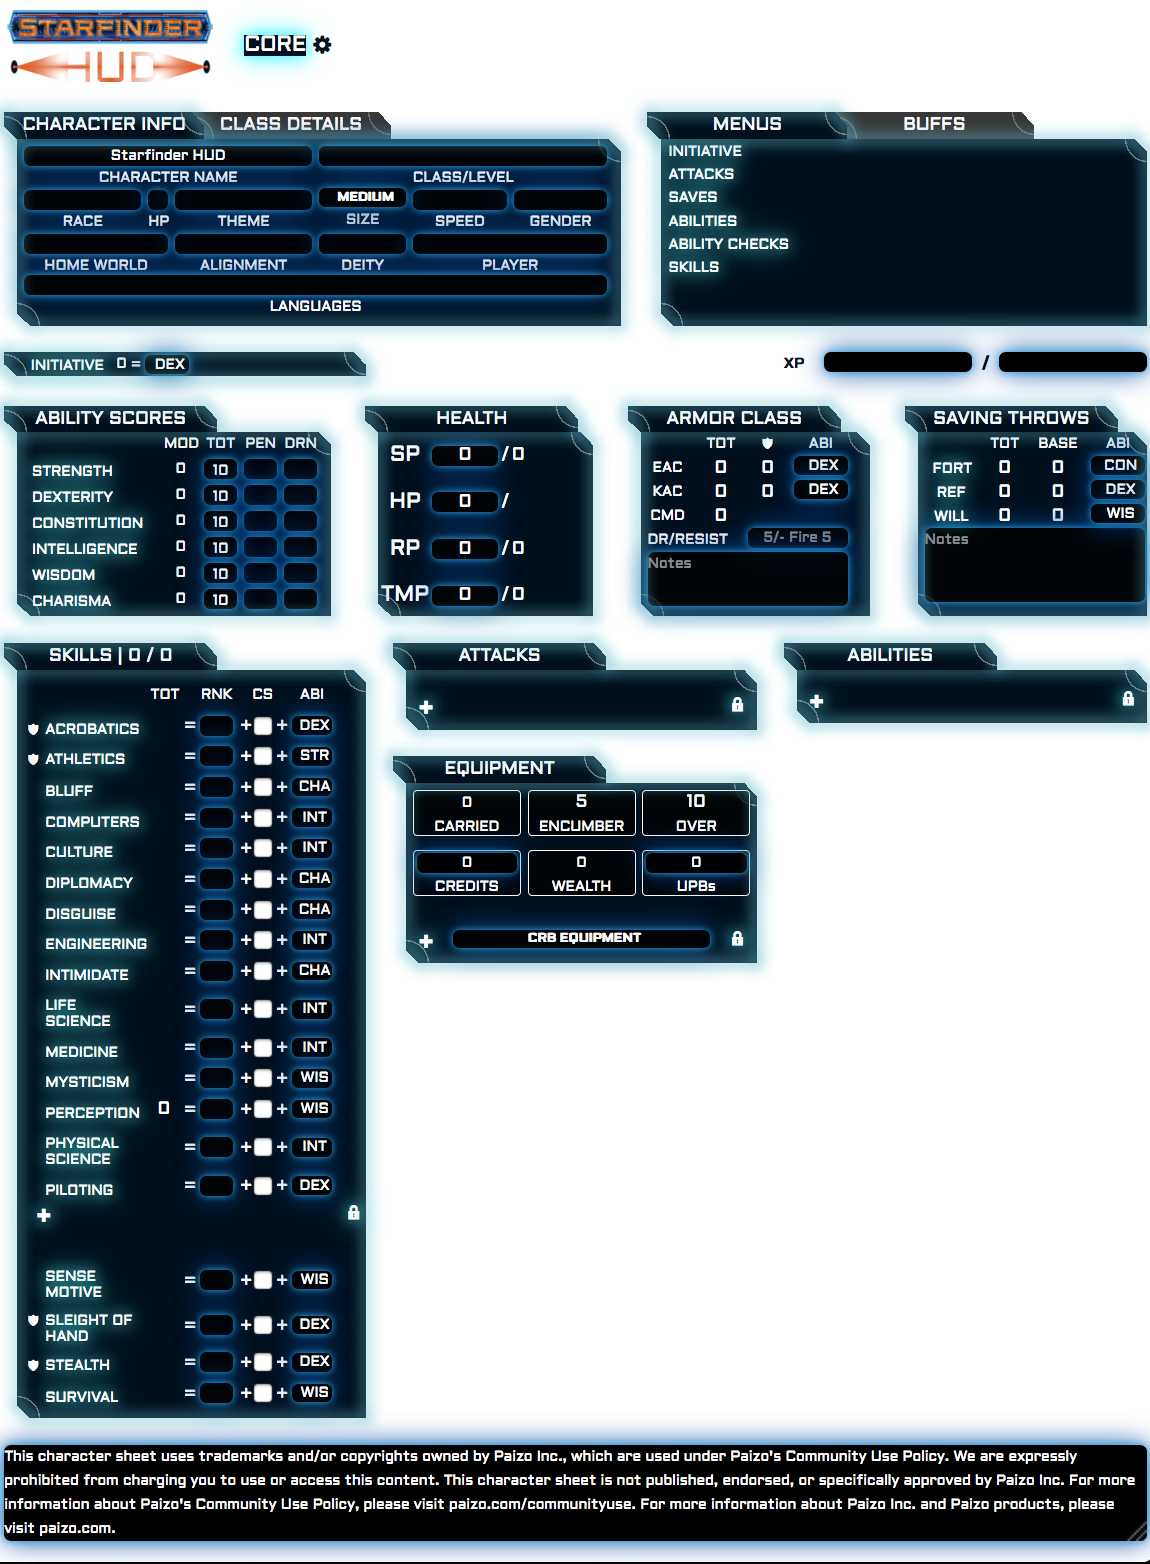 STARFINDER
HUD
CORE
CHARACTER INFO CLASS DETAILS
Starfinder HUD
CHARACTER NAME CLASS/LEVEL
MEDIUM
RACE HP THEME SIZE SPEED GENDER
HOME WORLD ALIGNMENT DEITY PLAYER
LANGUAGES
MENUS BUFFS
INITIATIVE
ATTACKS
SAVES
ABILITIES
ABILITY CHECKS
SKILLS
INITIATIVE 0 = DEX
XP /
ABILITY SCORES
MOD TOT PEN DRN
STRENGTH 0 10
DEXTERITY 0 10
CONSTITUTION 0 10
INTELLIGENCE 0 10
WISDOM 0 10
CHARISMA 0 10
HEALTH
SP 0 / 0
HP 0 /
RP 0 / 0
TMP 0 / 0
ARMOR CLASS
TOT ABI
EAC 0 0 DEX
KAC 0 0 DEX
CMD 0
DR/RESIST 5/- Fire 5
Notes
SAVING THROWS
TOT BASE ABI
FORT 0 0 CON
REF 0 0 DEX
WILL 0 0 WIS
Notes
SKILLS | 0 / 0
TOT RNK CS ABI
ACROBATICS = + + DEX
ATHLETICS = + + STR
BLUFF = + + CHA
COMPUTERS = + + INT
CULTURE = + + INT
DIPLOMACY = + + CHA
DISGUISE = + + CHA
ENGINEERING = + + INT
INTIMIDATE = + + CHA
LIFE
SCIENCE = + + INT
MEDICINE = + + INT
MYSTICISM = + + WIS
PERCEPTION 0 = + + WIS
PHYSICAL
SCIENCE = + + INT
PILOTING = + + DEX
SENSE
MOTIVE = + + WIS
SLEIGHT OF
HAND = + + DEX
STEALTH = + + DEX
SURVIVAL = + + WIS
ATTACKS
ABILITIES
EQUIPMENT
0 5 10
CARRIED ENCUMBER OVER
0 0 0
CREDITS WEALTH UPBs
CRB EQUIPMENT
This character sheet uses trademarks and/or copyrights owned by Paizo Inc., which are used under Paizo's Community Use Policy. We are expressly
prohibited from charging you to use or access this content. This character sheet is not published, endorsed, or specifically approved by Paizo Inc. For more
information about Paizo's Community Use Policy, please visit paizo.com/communityuse. For more information about Paizo Inc. and Paizo products, please
visit paizo.com.